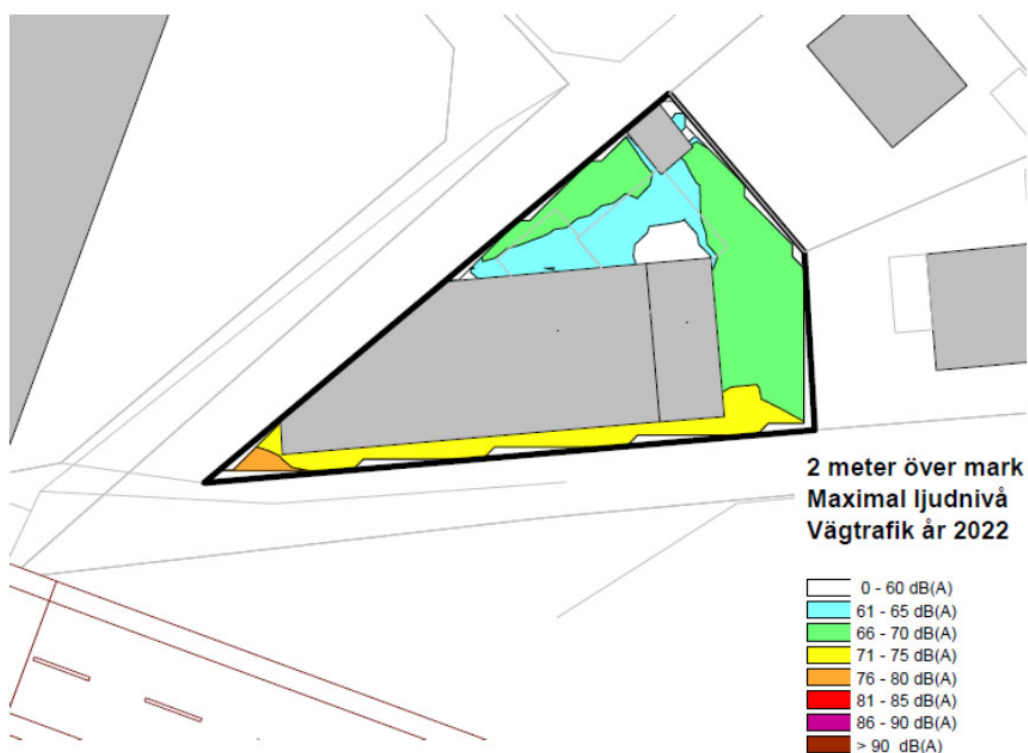 2 meter över mark
Maximal ljudnivå
Vägtrafik år 2022
0 - 60 dB(A)
61 - 65 dB(A)
66 - 70 dB(A)
71 - 75 dB(A)
76 - 80 dB(A)
81 - 85 dB(A)
86 - 90 dB(A)
> 90 dB(A)